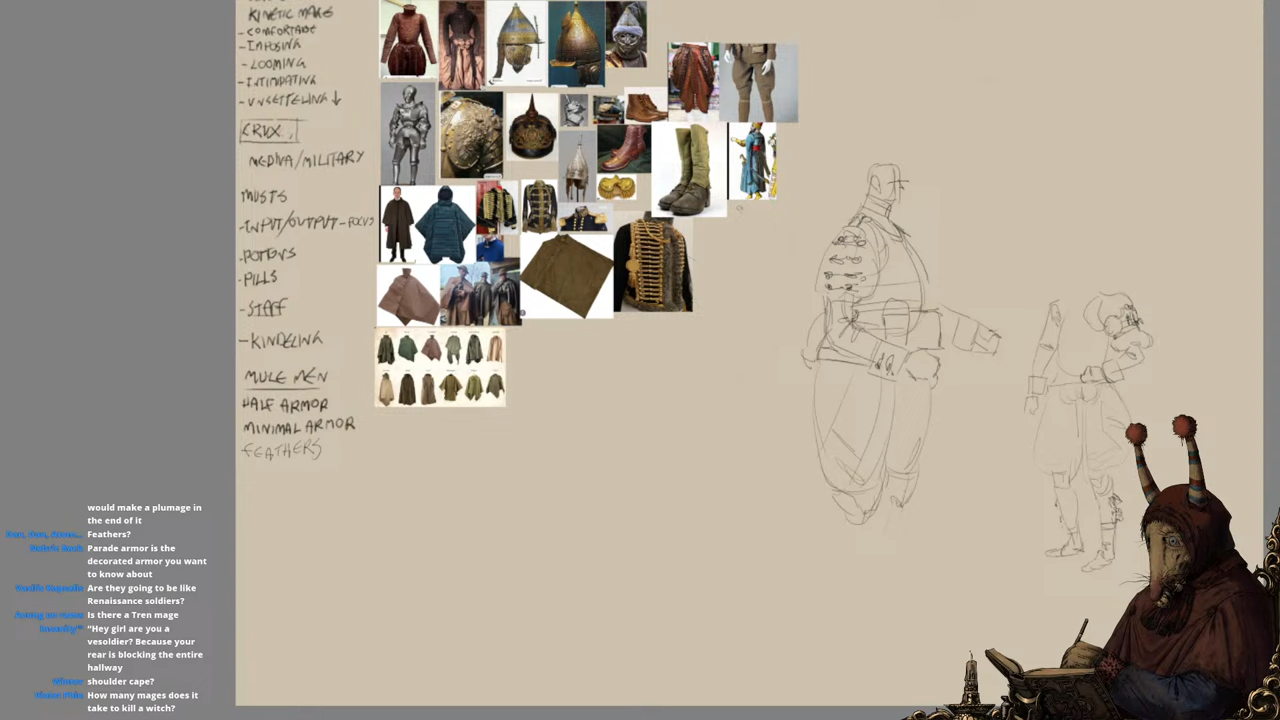 KINETIC MAGES
-COMFORTABLE
-IMPOSING
-LOOMING
-INTIMIDATING
-UNSETTELING ↓
CRUX.,
MEDIVA/MILITARY
MUSTS
-INPUT/OUTPUT-FOCUS
-POTIONS
-PILLS
-STAFF
-KINDELING
MULE MEN
HALF ARMOR
MINIMAL ARMOR
FEATHERS
would make a plumage in
the end of it
Feathers?
Parade armor is the
decorated armor you want
to know about
Are they going to be like
Renaissance soldiers?
Is there a Tren mage
"Hey girl are you a
vesoldier? Because your
rear is blocking the entire
hallway
shoulder cape?
How many mages does it
take to kill a witch?